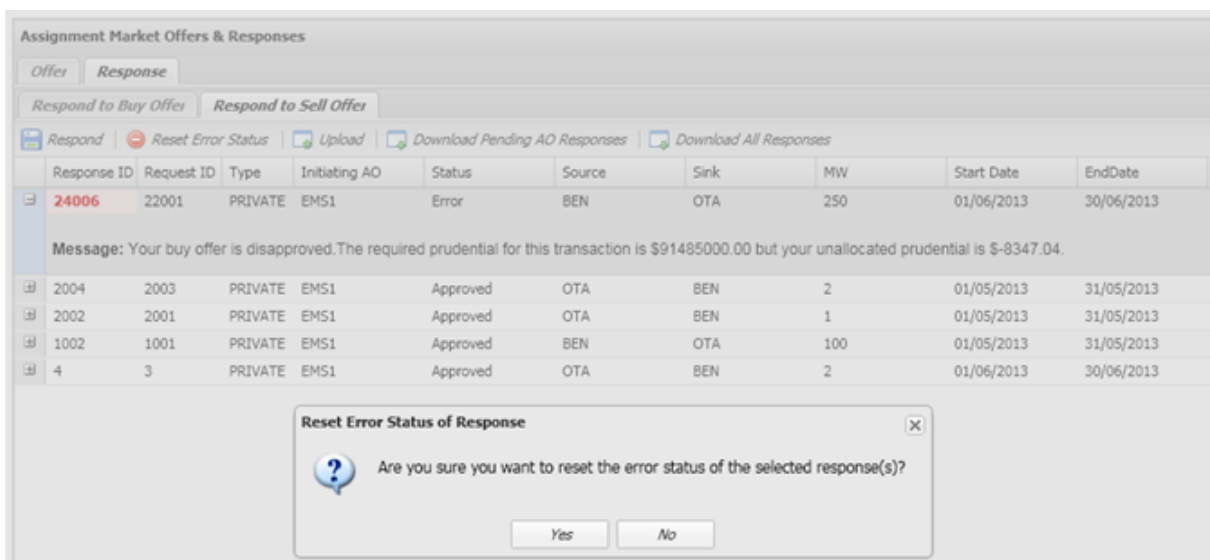 Assignment Market Offers & Responses
Offer Response
Respond to Buy Offer Respond to Sell Offer
Respond Reset Error Status Upload Download Pending AO Responses Download All Responses
Response ID Request ID Type Initiating AO Status Source Sink MW Start Date EndDate
24006 22001 PRIVATE EMS1 Error BEN OTA 250 01/06/2013 30/06/2013
Message: Your buy offer is disapproved.The required prudential for this transaction is $91485000.00 but your unallocated prudential is $-8347.04.
2004 2003 PRIVATE EMS1 Approved OTA BEN 2 01/05/2013 31/05/2013
2002 2001 PRIVATE EMS1 Approved OTA BEN 1 01/05/2013 31/05/2013
1002 1001 PRIVATE EMS1 Approved BEN OTA 100 01/05/2013 31/05/2013
4 3 PRIVATE EMS1 Approved OTA BEN 2 01/06/2013 30/06/2013
Reset Error Status of Response
Are you sure you want to reset the error status of the selected response(s)?
Yes No